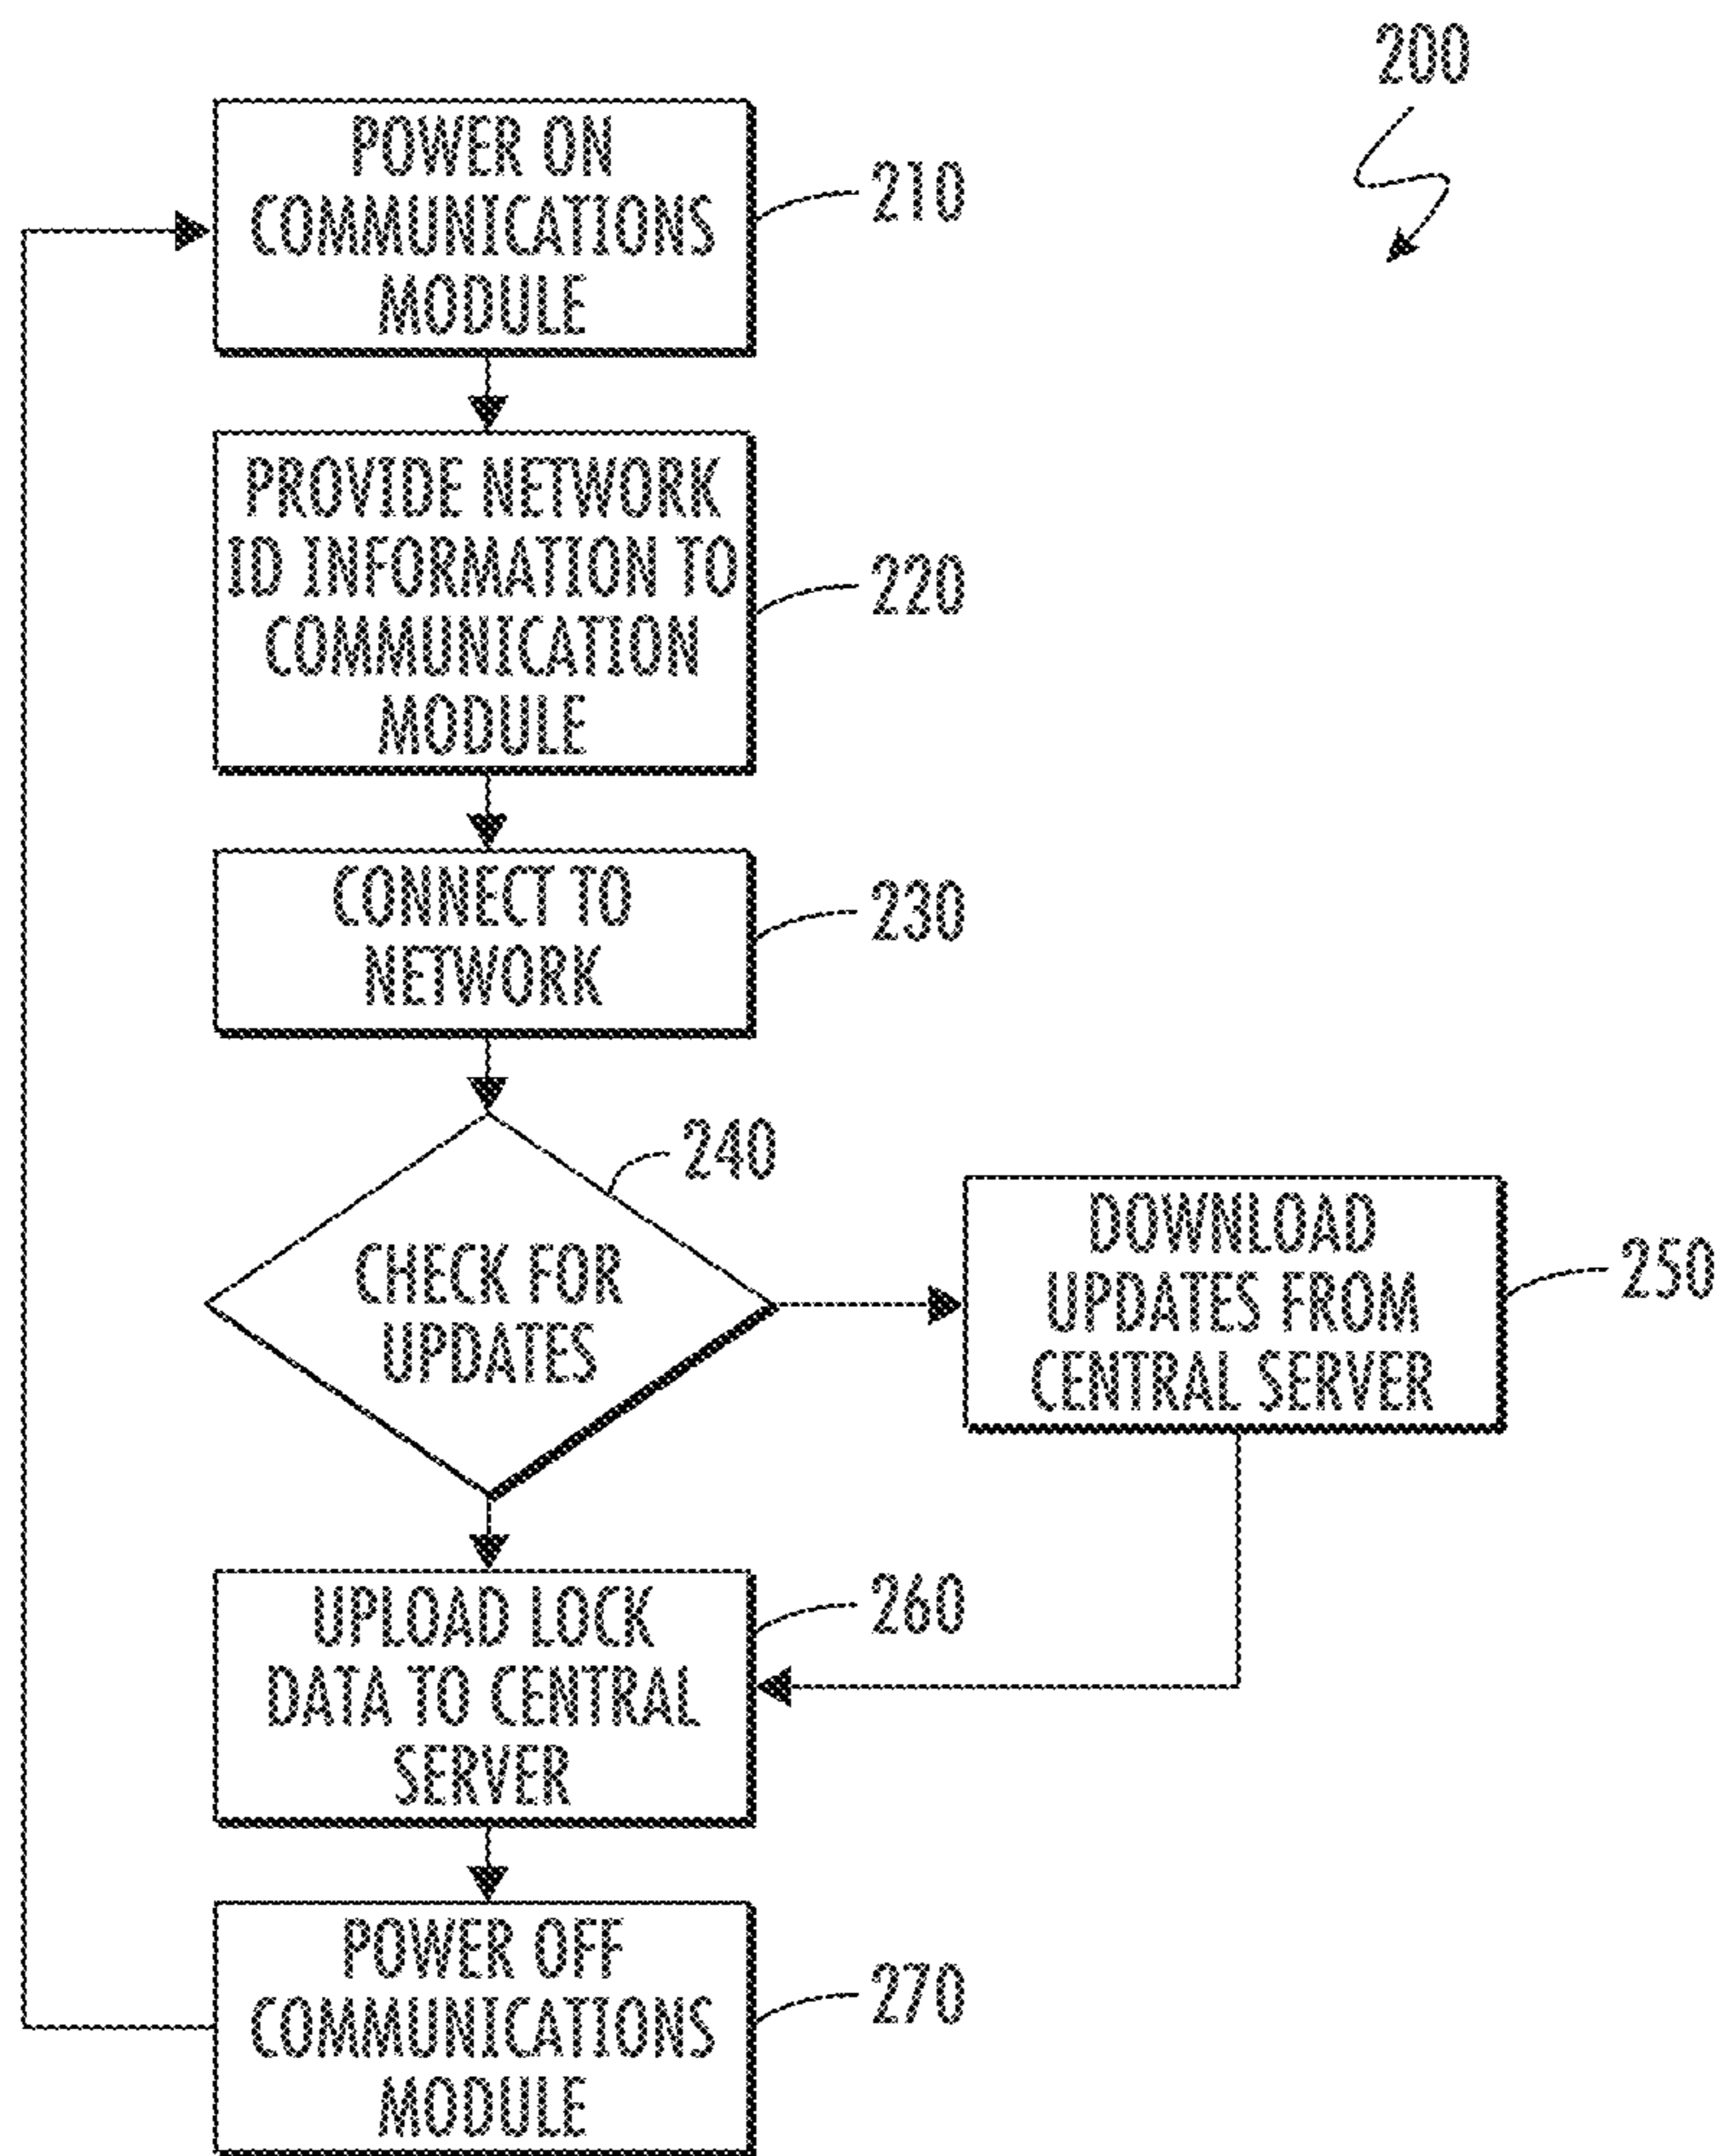 200
POWER ON
COMMUNICATIONS
MODULE
210
PROVIDE NETWORK
ID INFORMATION TO
COMMUNICATION
MODULE
220
CONNECT TO
NETWORK
230
240
CHECK FOR
UPDATES
DOWNLOAD
UPDATES FROM
CENTRAL SERVER
250
UPLOAD LOCK
DATA TO CENTRAL
SERVER
260
POWER OFF
COMMUNICATIONS
MODULE
270